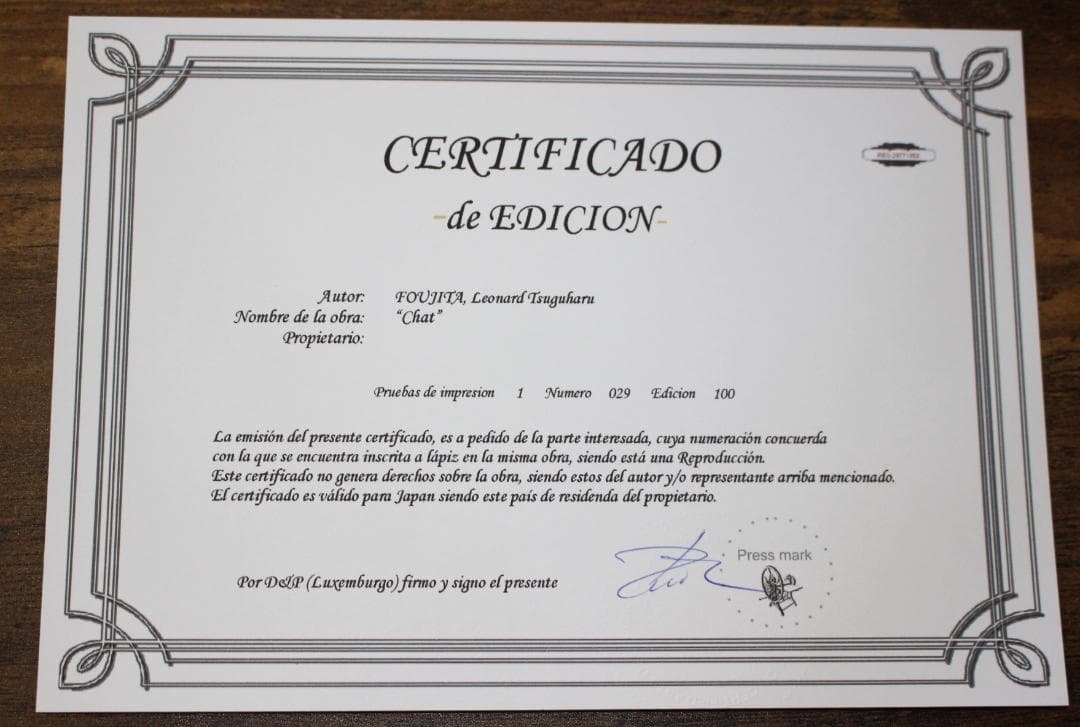 CERTIFICADO
-de EDICION-
Autor: FOUJITA, Leonard Tsuguharu
Nombre de la obra: “Chat”
Propietario:
Pruebas de impresion 1 Numero 029 Edicion 100
La emisión del presente certificado, es a pedido de la parte interesada, cuya numeración concuerda
con la que se encuentra inscrita a lápiz en la misma obra, siendo está una Reproducción.
Este certificado no genera derechos sobre la obra, siendo estos del autor y/o representante arriba mencionado.
El certificado es válido para Japan siendo este país de residenda del propietario.
Press mark
Por D&P (Luxemburgo) firmo y signo el presente